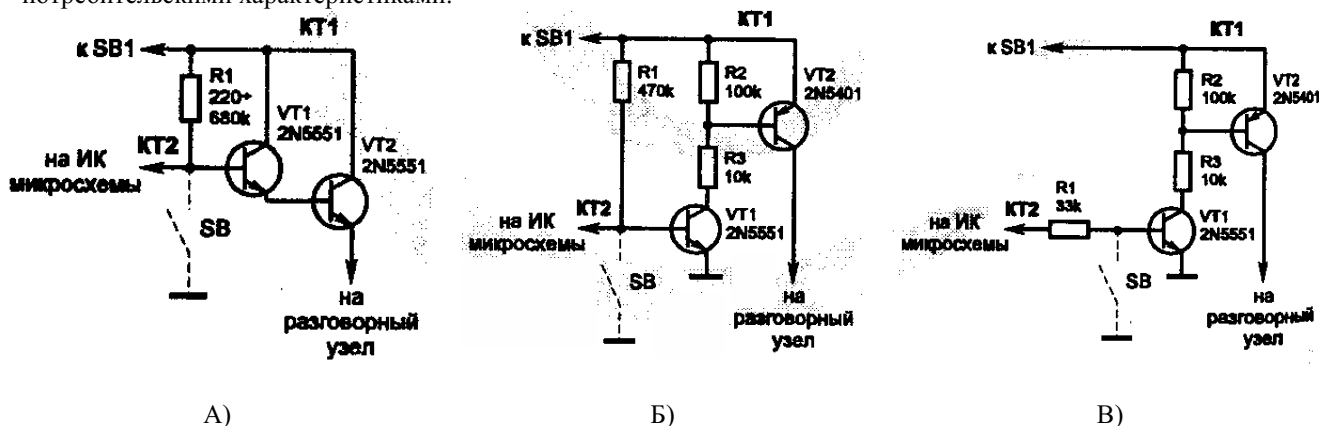 потребительскими характеристиками.
КТ1
к SB1
R1
220÷
680k
VT1
2N5551
КТ2
VT2
2N5551
на ИК
микросхемы
SB
на
разговорный
узел
А)
КТ1
к SB1
R1
470k
R2
100k
VT2
2N5401
R3
10k
на ИК
микросхемы
КТ2
VT1
2N5551
SB
на
разговорный
узел
Б)
КТ1
к SB1
R2
100k
VT2
2N5401
R3
10k
на ИК
микросхемы
КТ2
R1
33k
VT1
2N5551
SB
на
разговорный
узел
В)